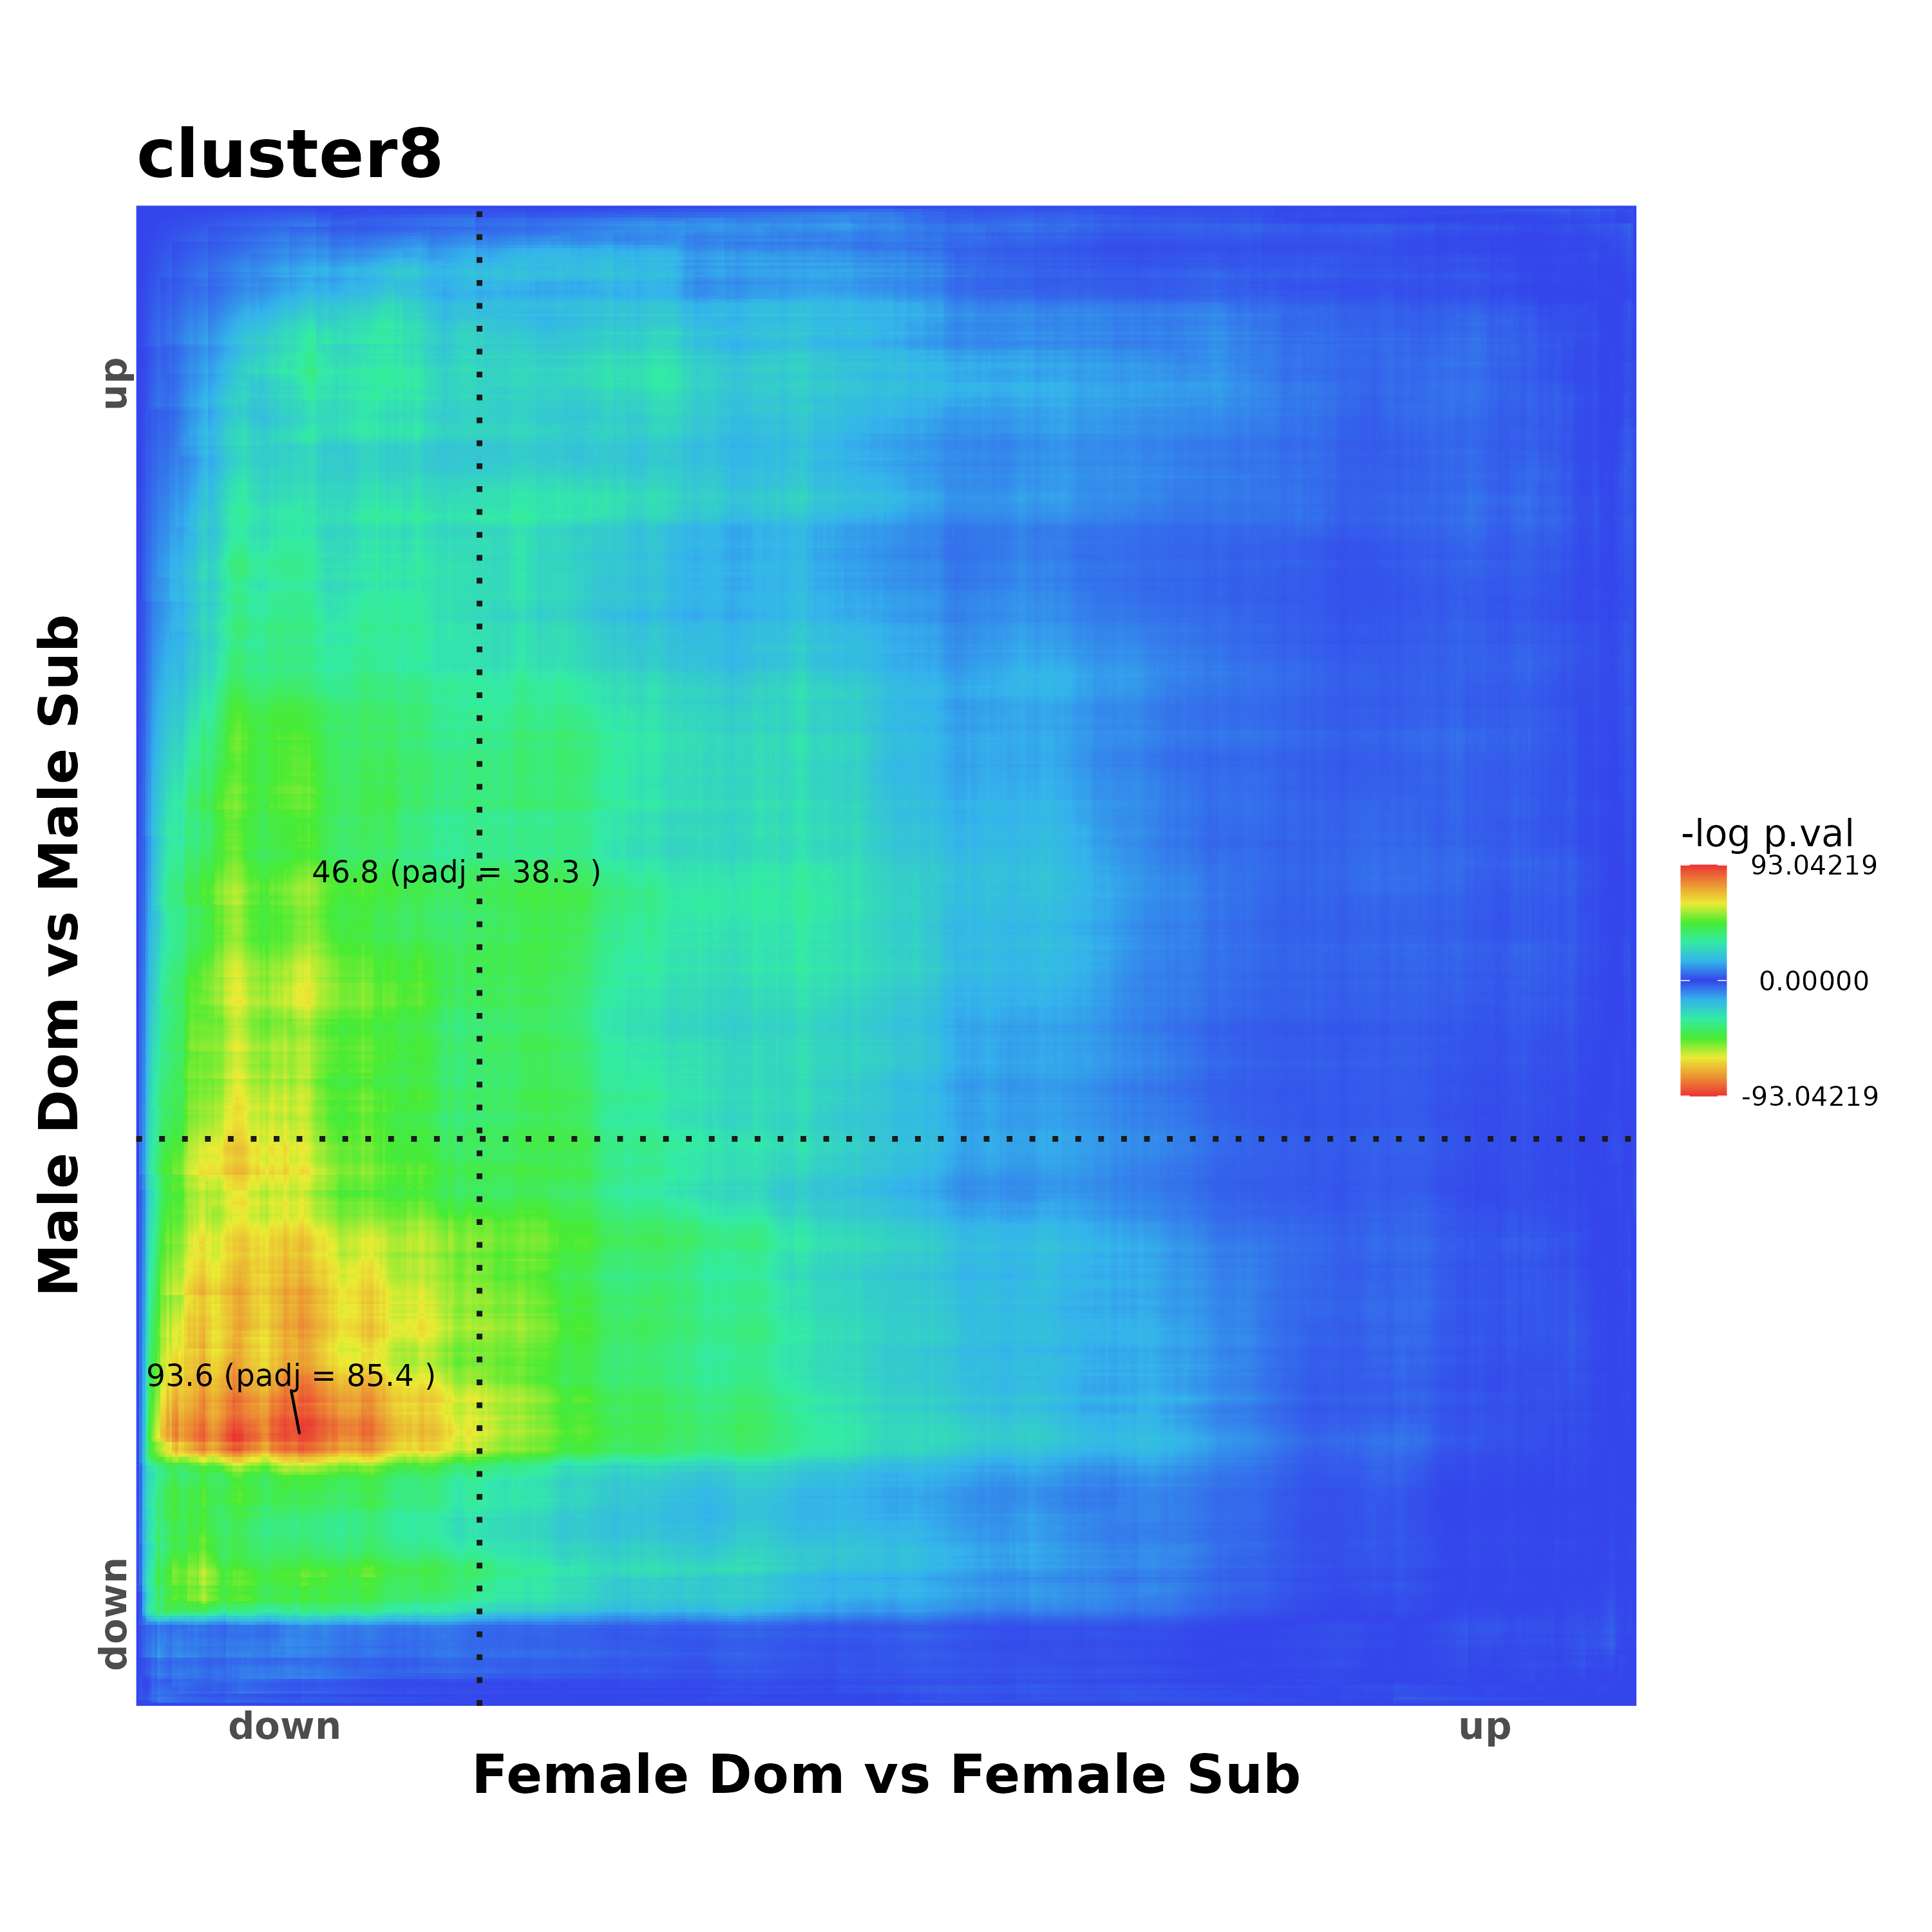 cluster8
up
Male Dom vs Male Sub
46.8 (padj = 38.3 )
93.6 (padj = 85.4 )
down
down
up
Female Dom vs Female Sub
-log p.val
93.04219
0.00000
-93.04219